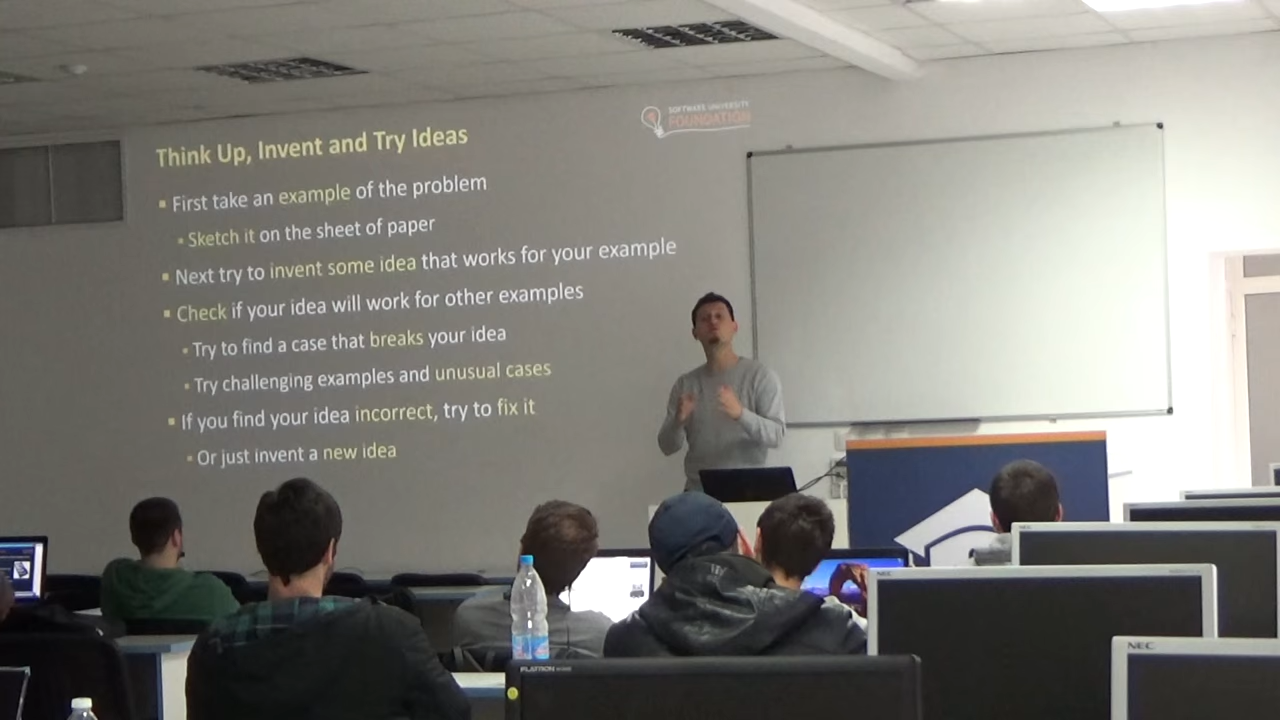 SOFTWARE UNIVERSITY
FOUNDATION
Think Up, Invent and Try Ideas
▪ First take an example of the problem
▪ Sketch it on the sheet of paper
▪ Next try to invent some idea that works for your example
▪ Check if your idea will work for other examples
▪ Try to find a case that breaks your idea
▪ Try challenging examples and unusual cases
▪ If you find your idea incorrect, try to fix it
▪ Or just invent a new idea
NEC
NEC
FLATRON